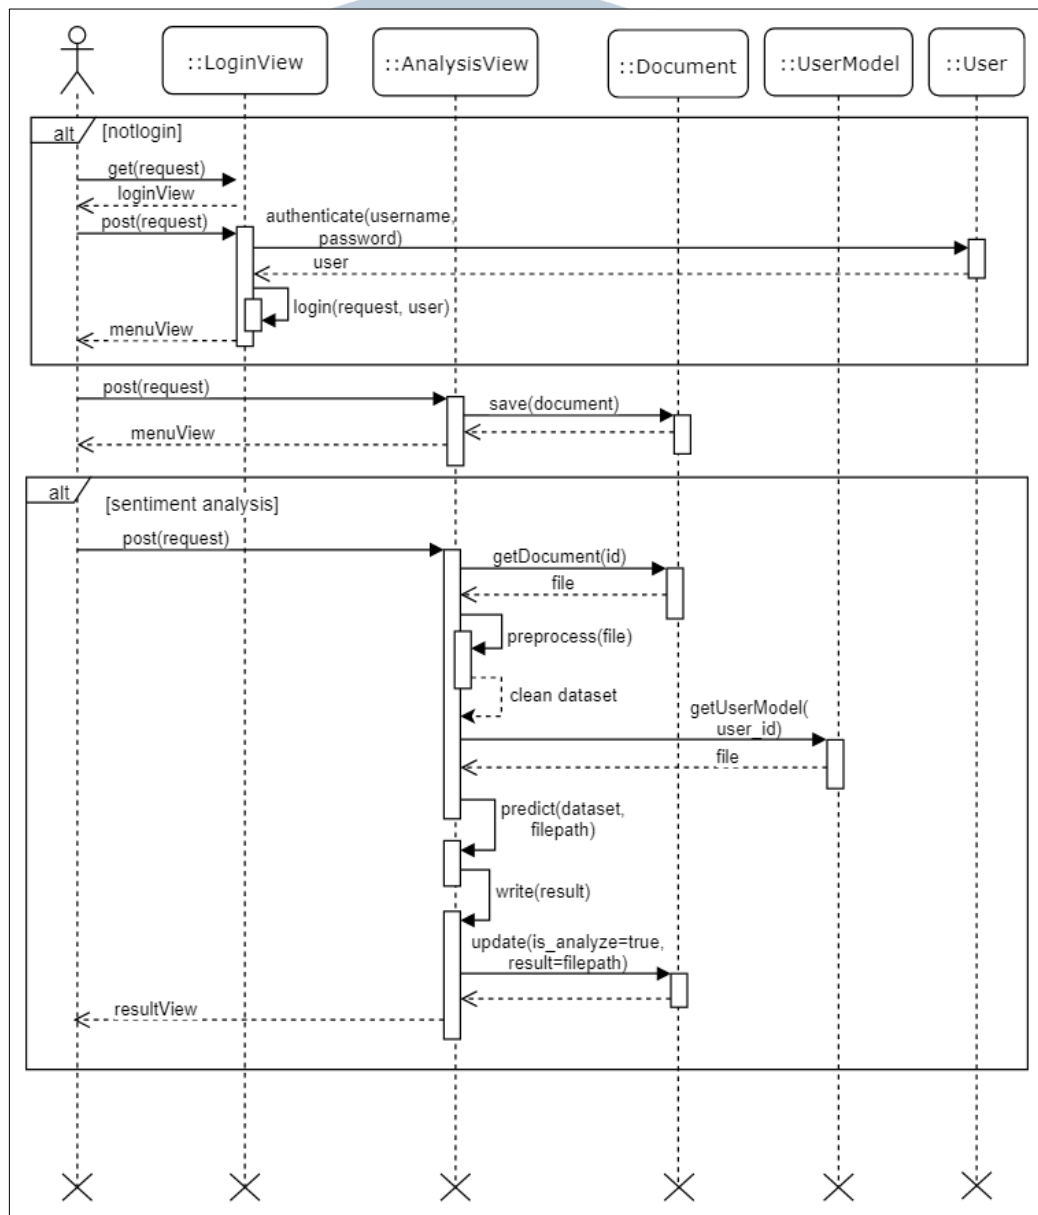 ::LoginView
::AnalysisView
::Document
::UserModel
::User
alt
[notlogin]
get(request)
loginView
post(request)
authenticate(username,
password)
user
login(request, user)
menuView
post(request)
save(document)
menuView
alt
[sentiment analysis]
post(request)
getDocument(id)
file
preprocess(file)
clean dataset
getUserModel(
user_id)
file
predict(dataset,
filepath)
write(result)
update(is_analyze=true,
result=filepath)
resultView